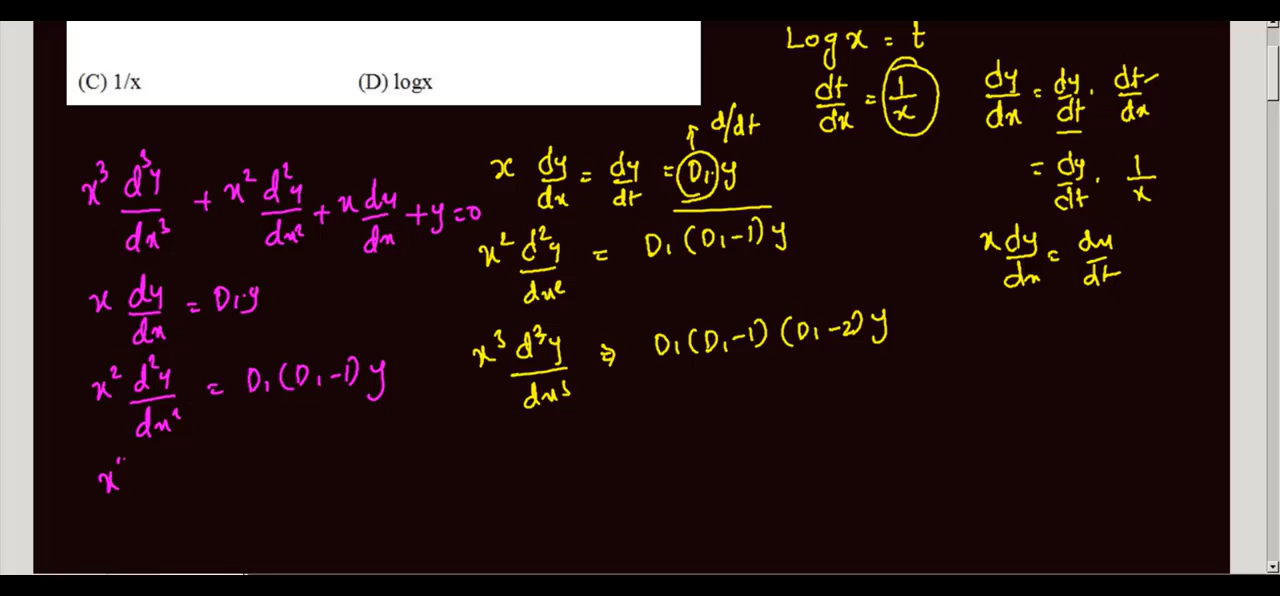 (C) 1/x (D) logx
Log x = t
dt/dx = 1/x
dy/dx = dy/dt . dt/dx
= dy/dt . 1/x
x dy/dx = dy/dt
d/dt
x dy/dx = dy/dt = D₁.y
x² d²y/dx² = D₁(D₁-1)y
x³ d³y/dx³ ⇒ D₁(D₁-1)(D₁-2)y
x³ d³y/dx³ + x² d²y/dx² + x dy/dx + y = 0
x dy/dx = D₁.y
x² d²y/dx² = D₁(D₁-1)y
x